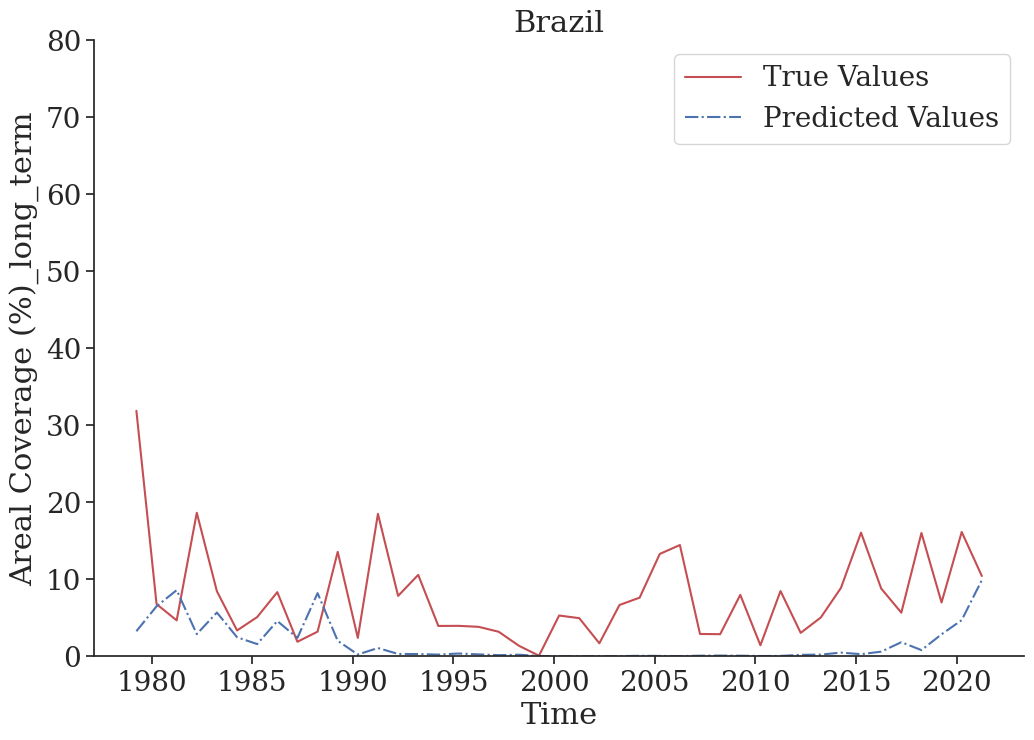 Brazil
True Values
Predicted Values
Areal Coverage (%)_long_term
80
70
60
50
40
30
20
10
0
1980 1985 1990 1995 2000 2005 2010 2015 2020
Time